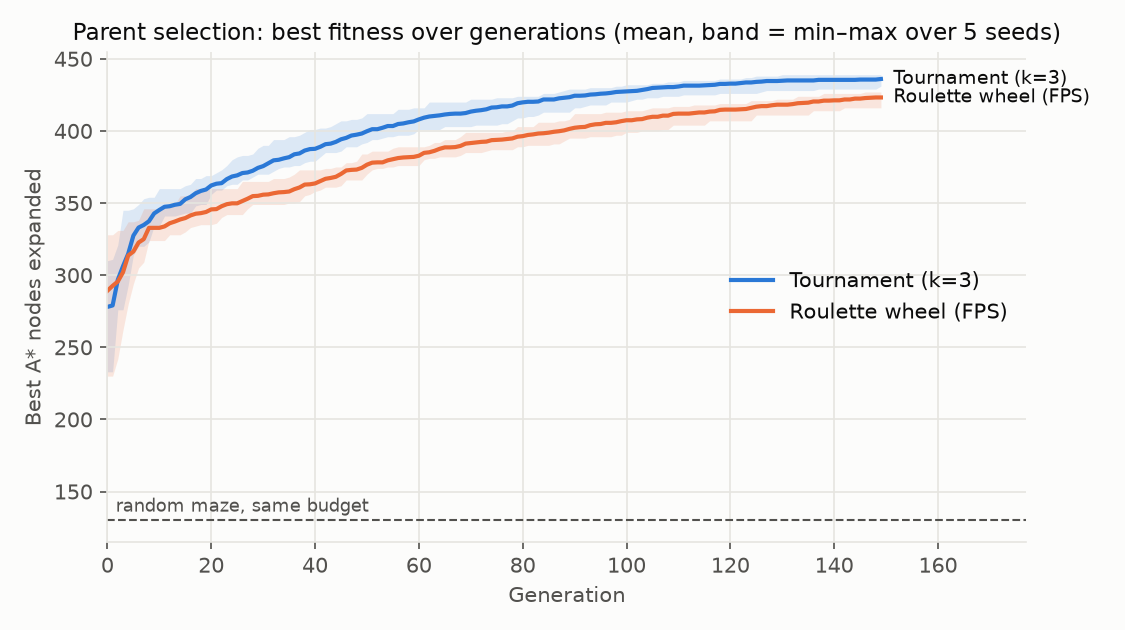 Parent selection: best fitness over generations (mean, band = min–max over 5 seeds)
Best A* nodes expanded
450
400
350
300
250
200
150
Tournament (k=3)
Roulette wheel (FPS)
Tournament (k=3)
Roulette wheel (FPS)
random maze, same budget
0 20 40 60 80 100 120 140 160
Generation